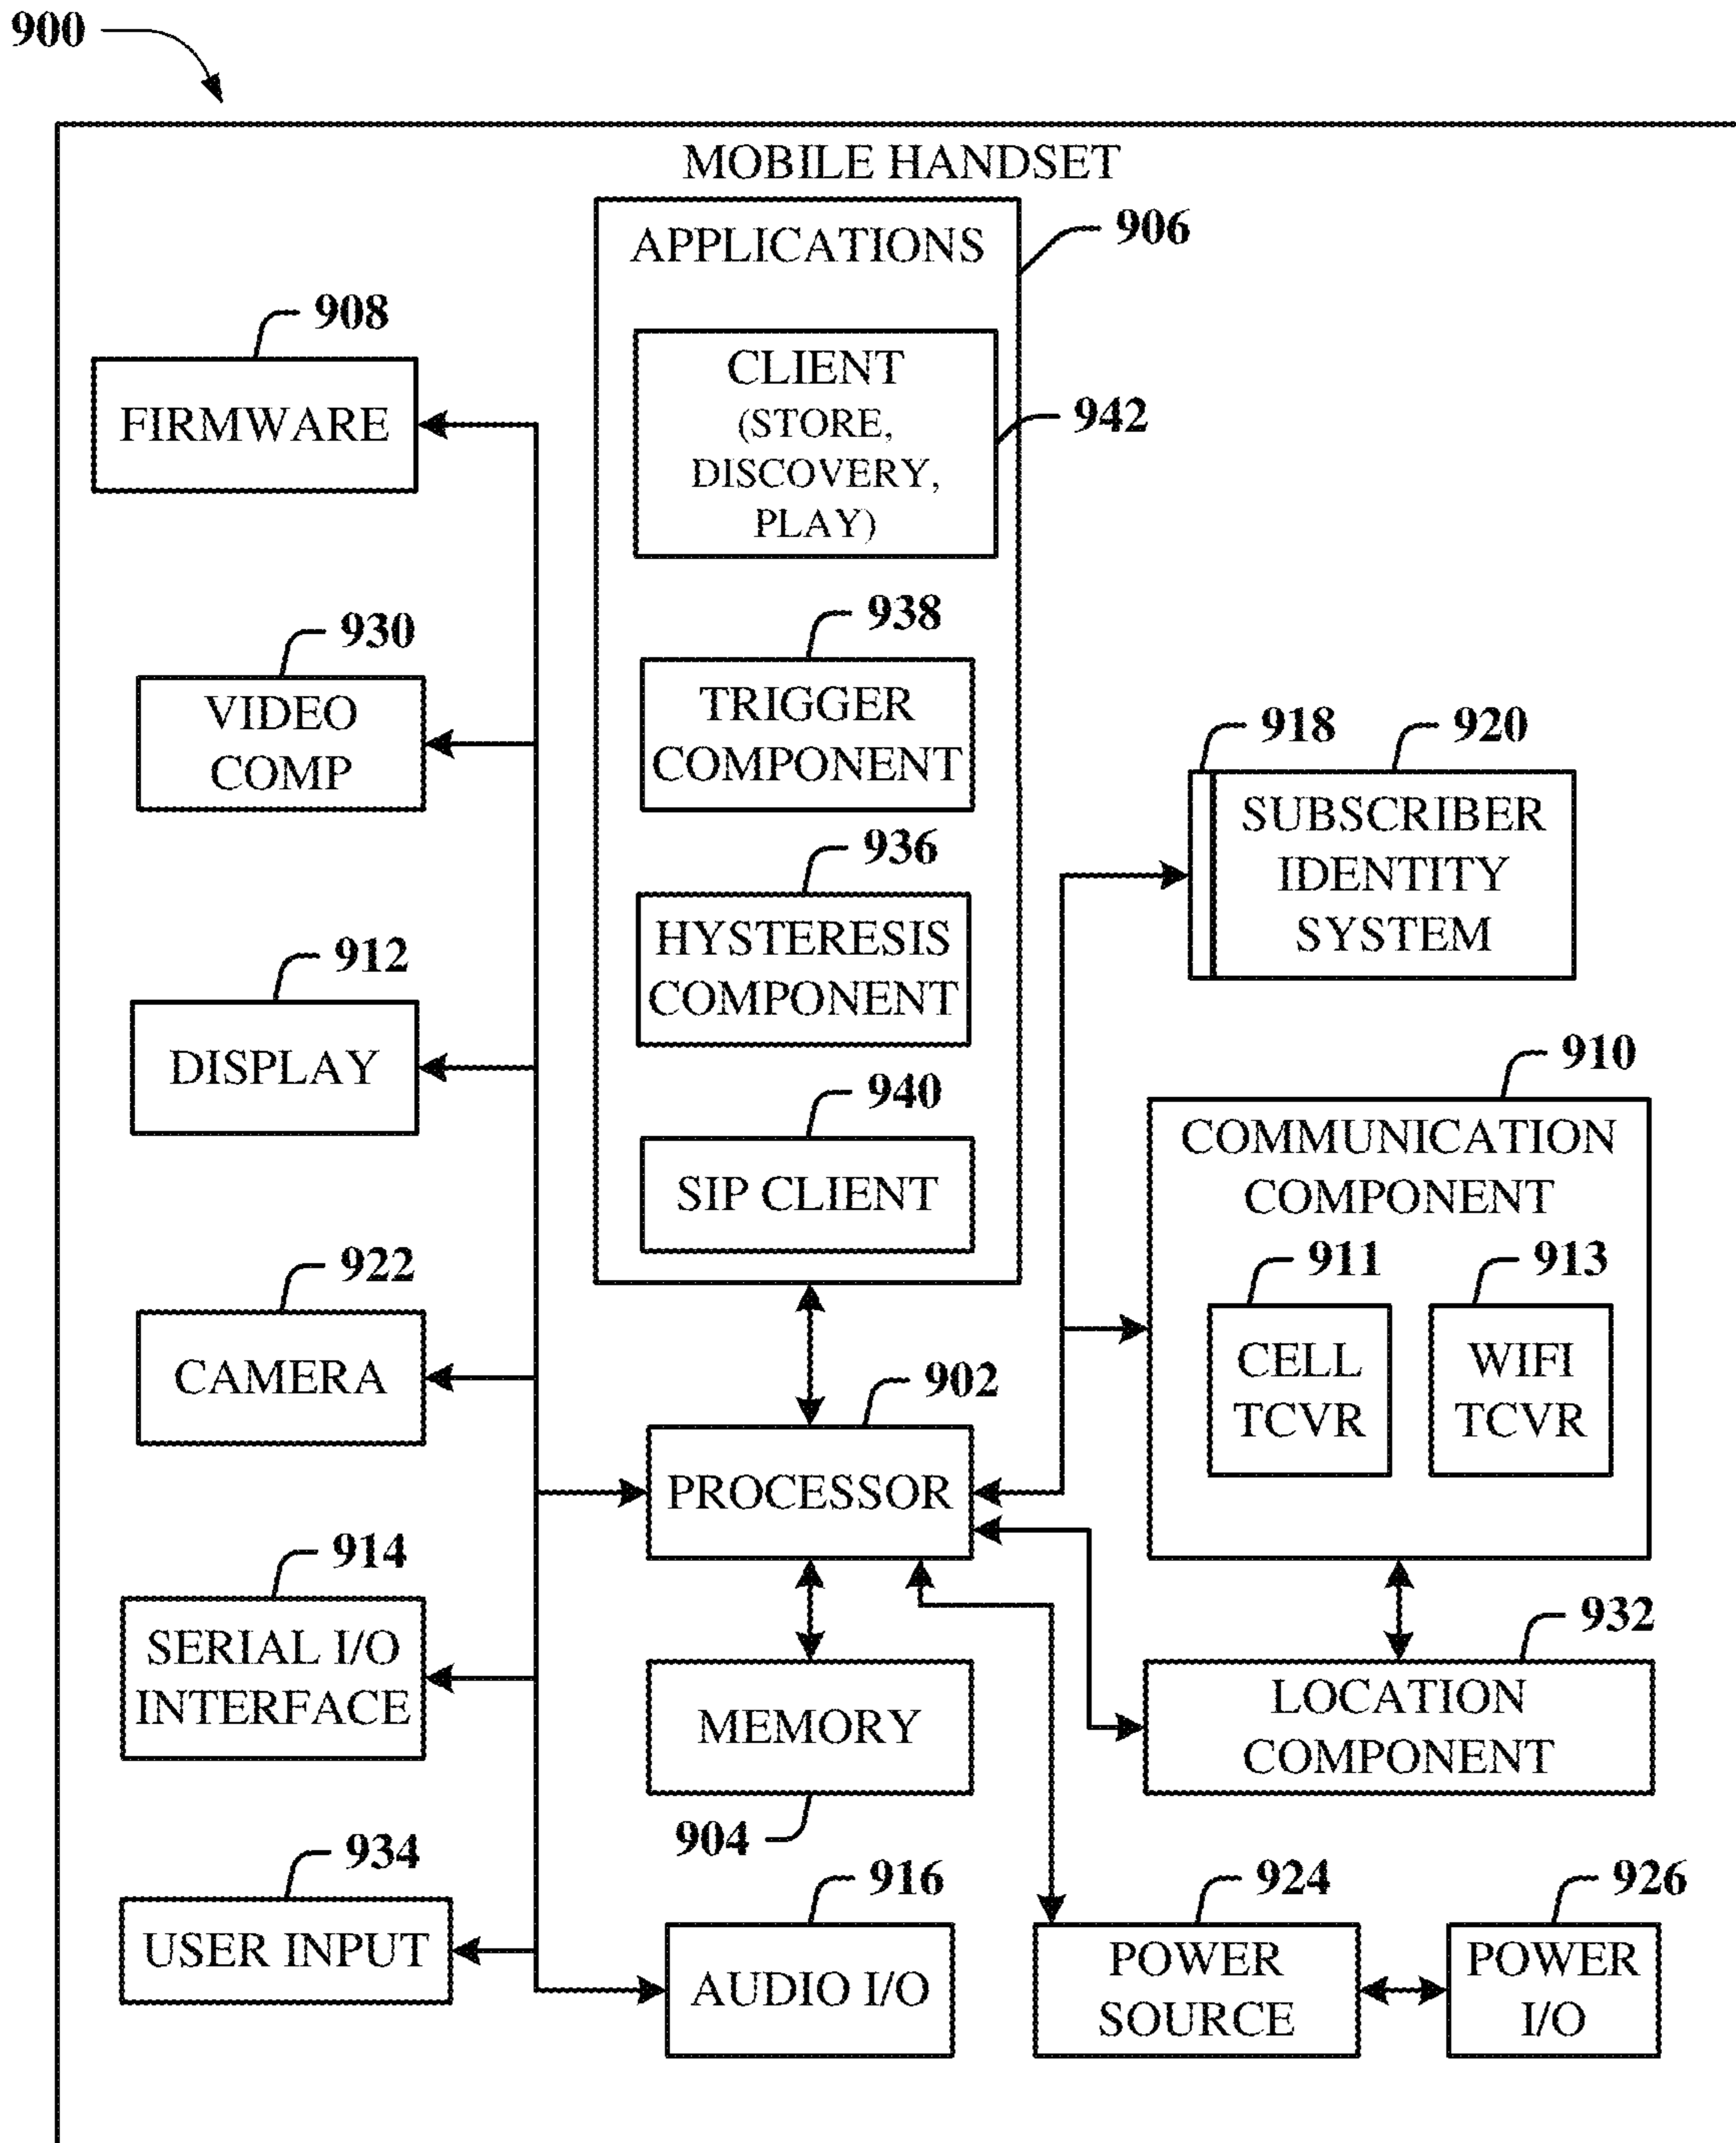 900
MOBILE HANDSET
APPLICATIONS
906
CLIENT
(STORE,
DISCOVERY,
PLAY)
942
938
TRIGGER
COMPONENT
936
HYSTERESIS
COMPONENT
940
SIP CLIENT
908
FIRMWARE
930
VIDEO
COMP
912
DISPLAY
922
CAMERA
914
SERIAL I/O
INTERFACE
934
USER INPUT
902
PROCESSOR
MEMORY
904
916
AUDIO I/O
918
920
SUBSCRIBER
IDENTITY
SYSTEM
910
COMMUNICATION
COMPONENT
911
CELL
TCVR
913
WIFI
TCVR
932
LOCATION
COMPONENT
924
POWER
SOURCE
926
POWER
I/O